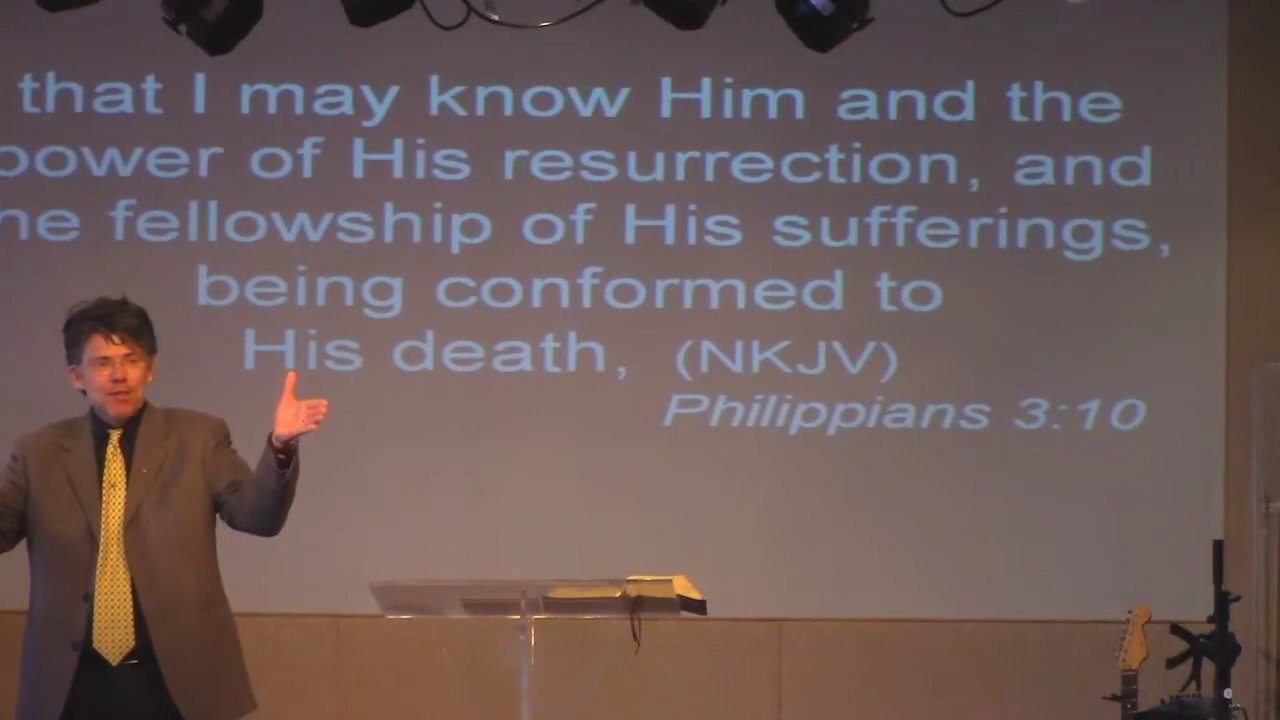 that I may know Him and the
power of His resurrection, and
he fellowship of His sufferings,
being conformed to
His death, (NKJV)
Philippians 3:10